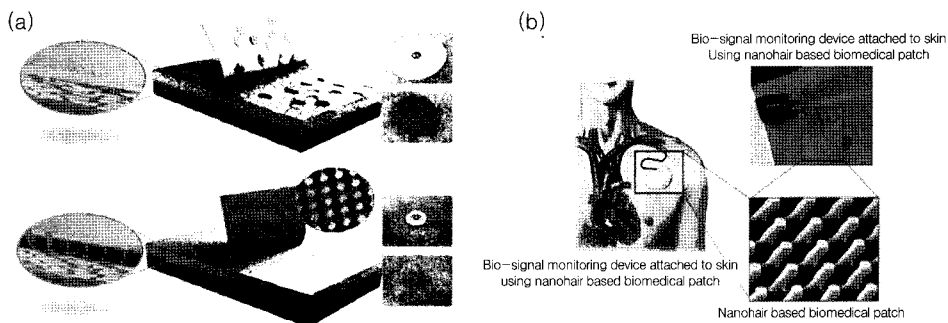 (a)
(b)
Bio-signal monitoring device attached to skin
Using nanohair based biomedical patch
Bio-signal monitoring device attached to skin
using nanohair based biomedical patch
Nanohair based biomedical patch